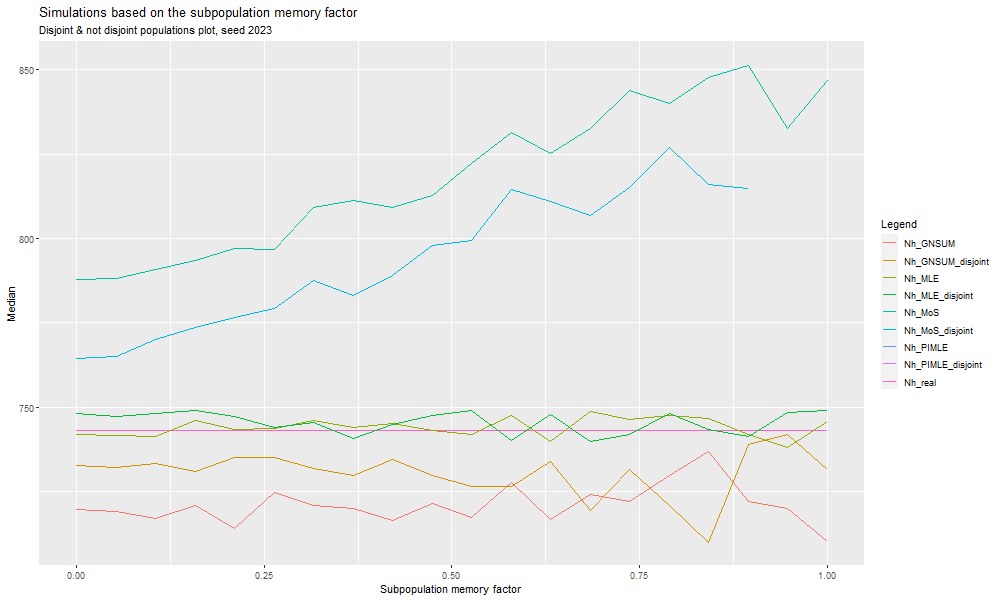 Simulations based on the subpopulation memory factor
Disjoint & not disjoint populations plot, seed 2023
850
800
750
Median
0.00
0.25
0.50
0.75
1.00
Subpopulation memory factor
Legend
Nh_GNSUM
Nh_GNSUM_disjoint
Nh_MLE
Nh_MLE_disjoint
Nh_MoS
Nh_MoS_disjoint
Nh_PIMLE
Nh_PIMLE_disjoint
Nh_real